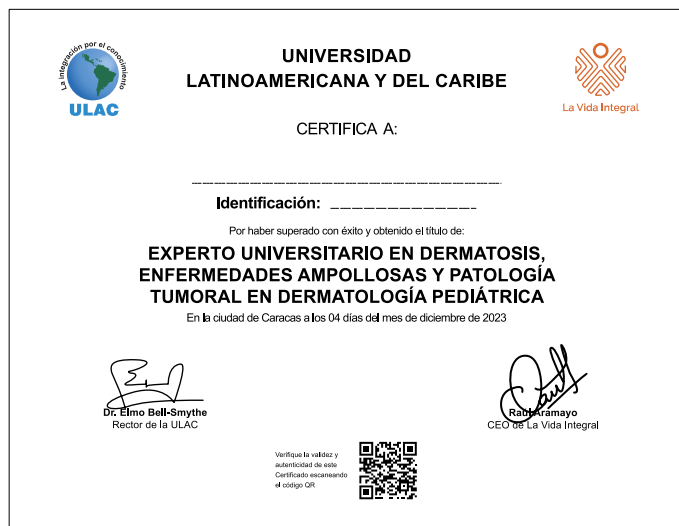 La integración por el conocimiento
ULAC
UNIVERSIDAD
LATINOAMERICANA Y DEL CARIBE
La Vida Integral
CERTIFICA A:
Identificación:
Por haber superado con éxito y obtenido el título de:
EXPERTO UNIVERSITARIO EN DERMATOSIS,
ENFERMEDADES AMPOLLOSAS Y PATOLOGÍA
TUMORAL EN DERMATOLOGÍA PEDIÁTRICA
En la ciudad de Caracas a los 04 días del mes de diciembre de 2023
Dr. Elmo Bell-Smythe
Rector de la ULAC
Raúl Aramayo
CEO de La Vida Integral
Verifique la validez y
autenticidad de este
Certificado escaneando
el código QR